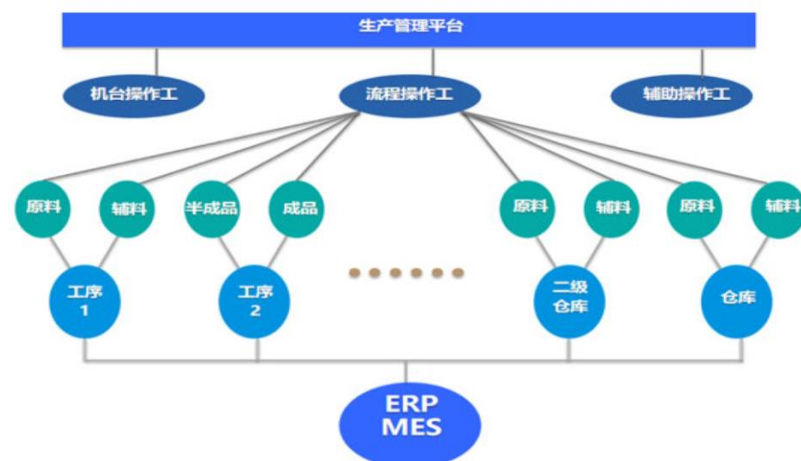 生产管理平台
机台操作工
流程操作工
辅助操作工
原料
辅料
半成品
成品
原料
辅料
原料
辅料
工序
1
工序
2
二级
仓库
仓库
ERP
MES